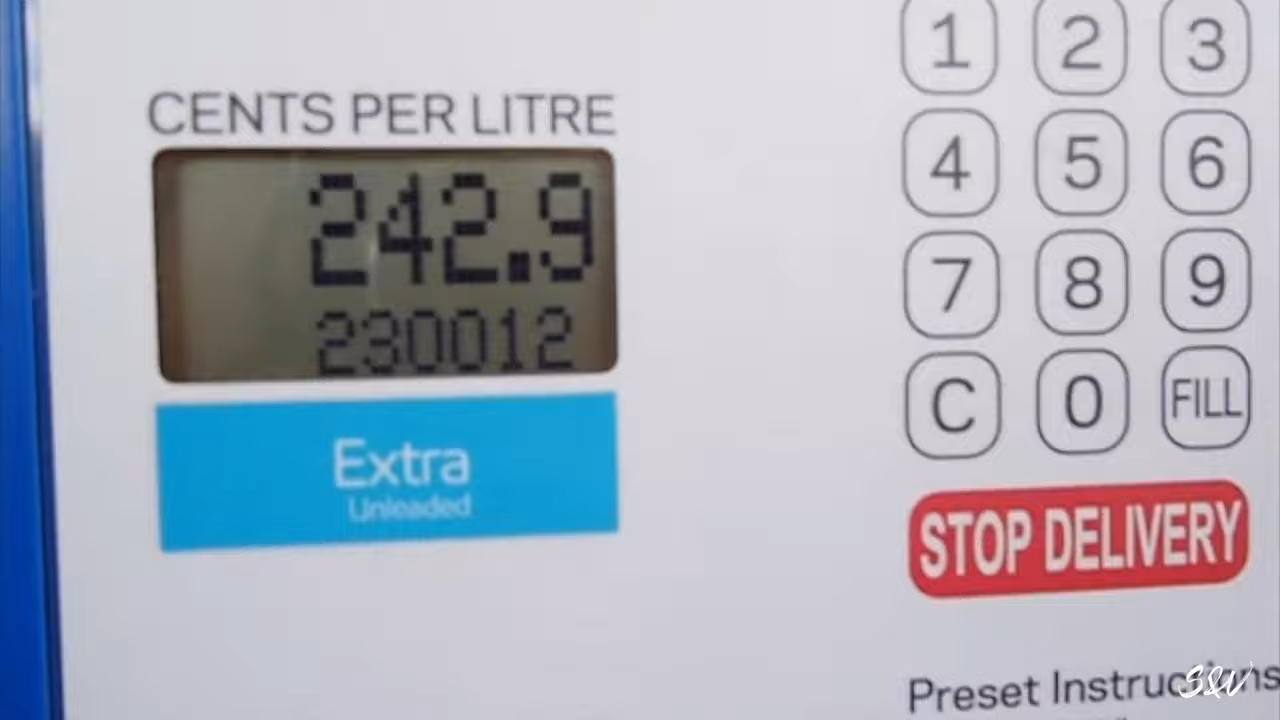 CENTS PER LITRE
242.9
230012
Extra
Unleaded
1 2 3
4 5 6
7 8 9
C 0 FILL
STOP DELIVERY
Preset Instructions
S&V